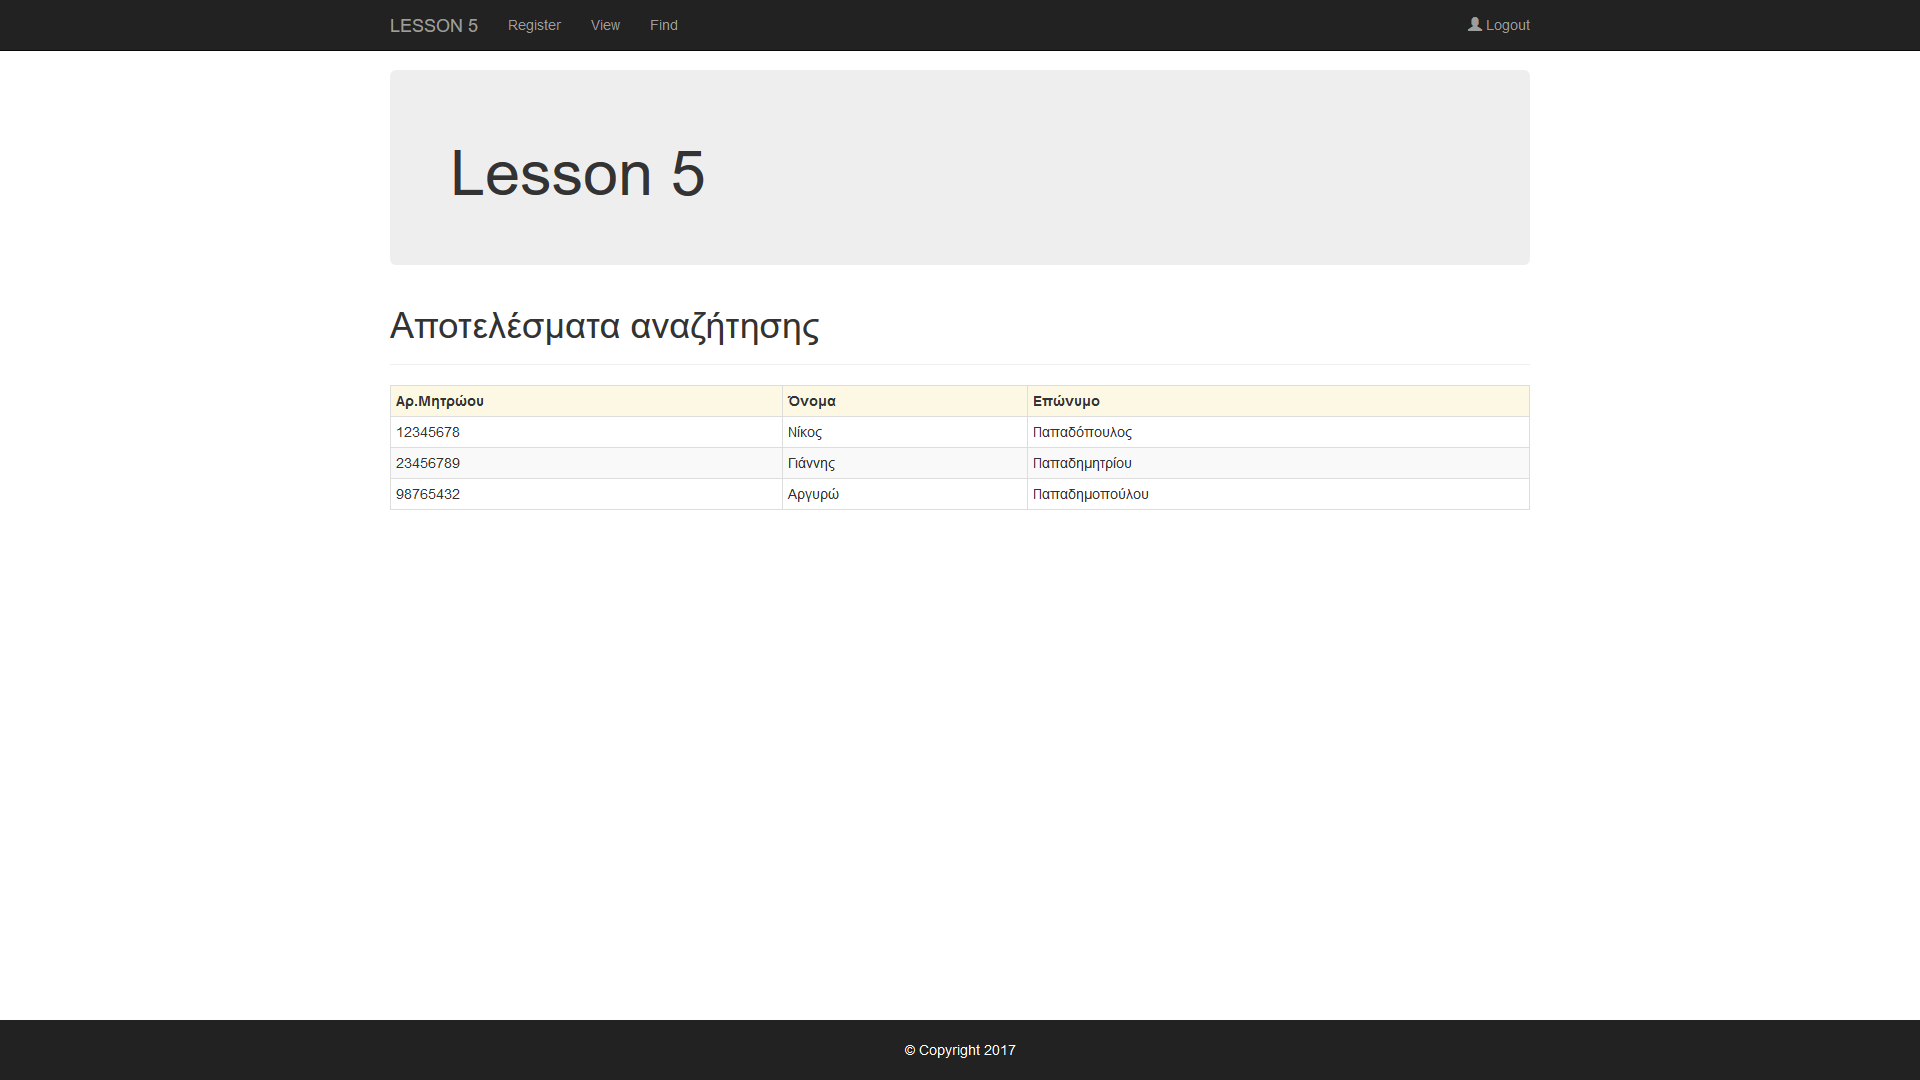 LESSON 5 Register View Find Logout
Lesson 5
Αποτελέσματα αναζήτησης
Αρ.Μητρώου Όνομα Επώνυμο
12345678 Νίκος Παπαδόπουλος
23456789 Γιάννης Παπαδημητρίου
98765432 Αργυρώ Παπαδημοπούλου
© Copyright 2017